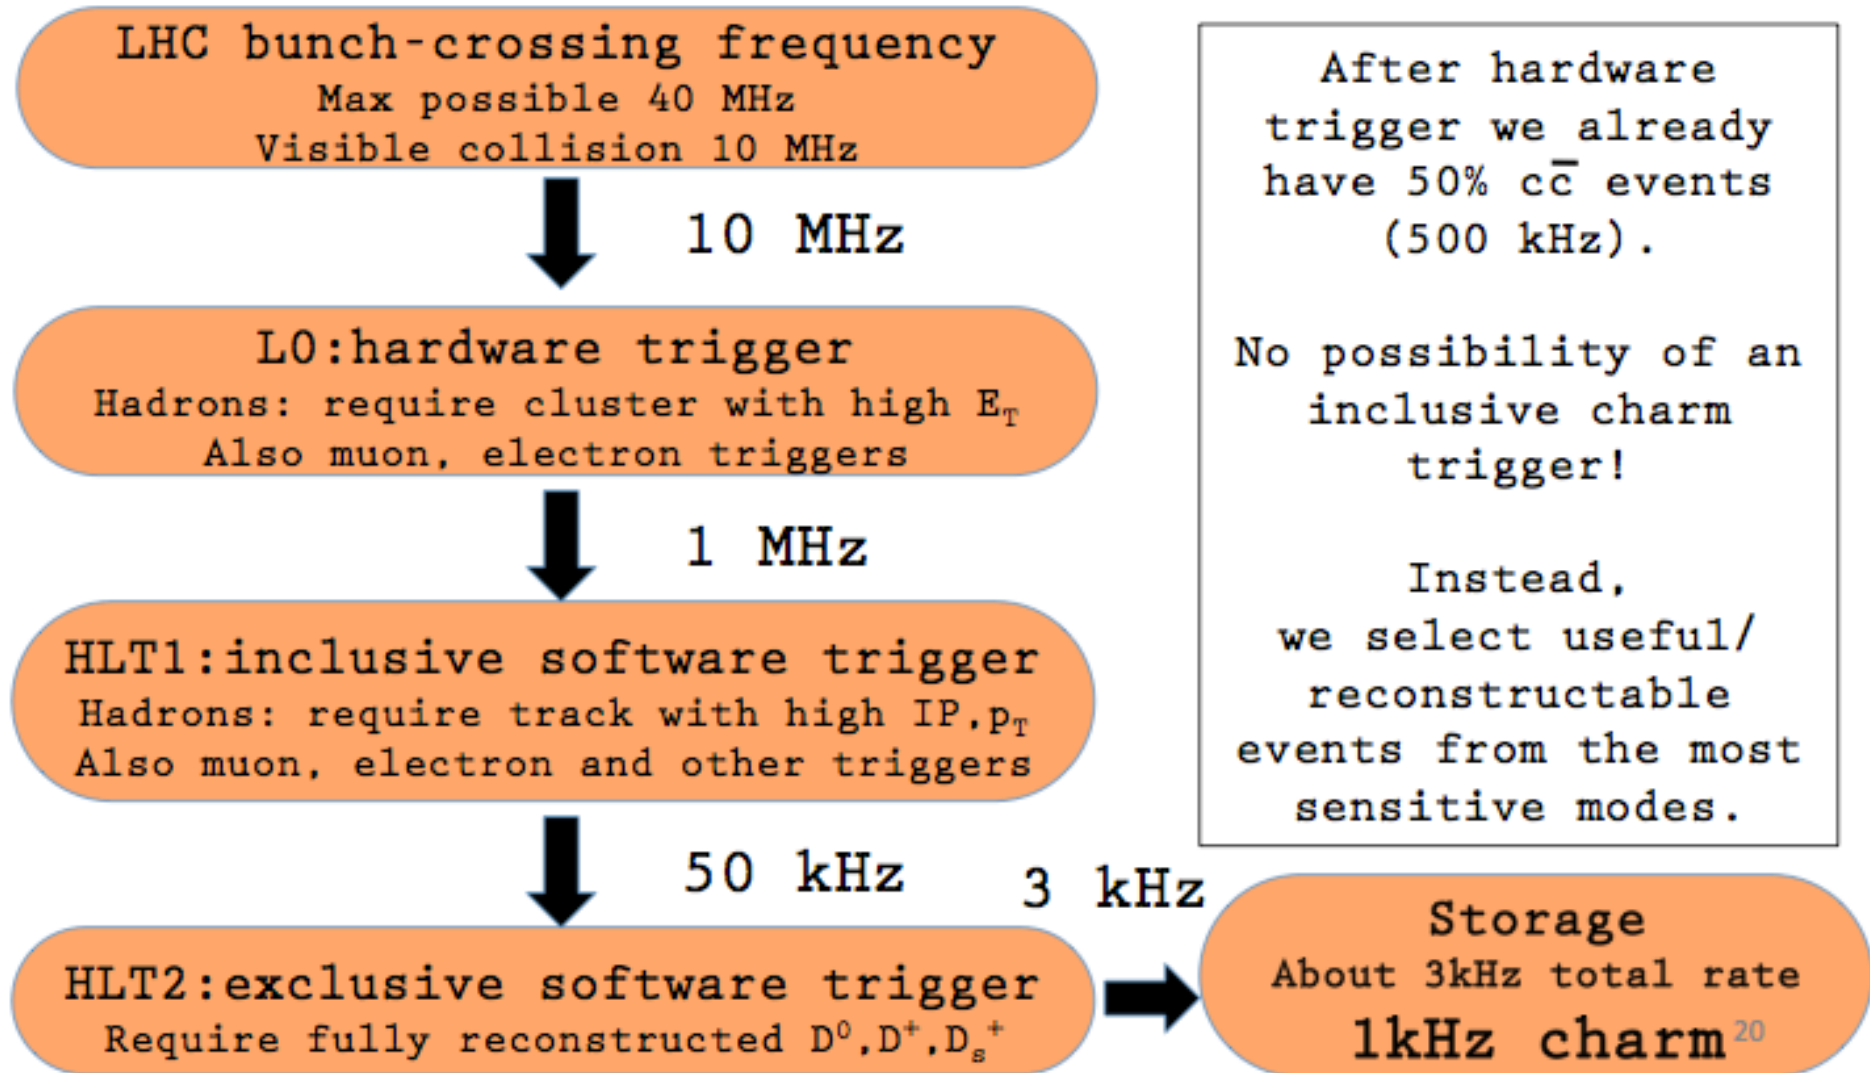 LHC bunch-crossing frequency
Max possible 40 MHz
Visible collision 10 MHz
10 MHz
L0:hardware trigger
Hadrons: require cluster with high E_T
Also muon, electron triggers
1 MHz
HLT1:inclusive software trigger
Hadrons: require track with high IP,p_T
Also muon, electron and other triggers
50 kHz
HLT2:exclusive software trigger
Require fully reconstructed D⁰,D⁺,Dₛ⁺
3 kHz
Storage
About 3kHz total rate
1kHz charm
20
After hardware
trigger we already
have 50% cc̄ events
(500 kHz).
No possibility of an
inclusive charm
trigger!
Instead,
we select useful/
reconstructable
events from the most
sensitive modes.